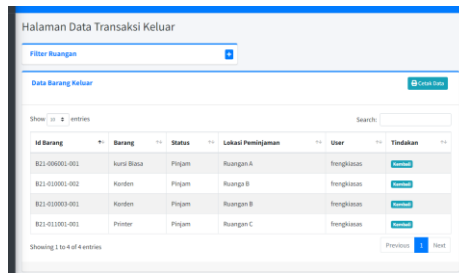 Halaman Data Transaksi Keluar
Filter Ruangan
Data Barang Keluar
Cetak Data
Show 10 entries
Search:
Id Barang Barang Status Lokasi Peminjaman User Tindakan
B21-006001-001 kursi Biasa Pinjam Ruangan A frengkiasas Kembali
B21-010001-002 Korden Pinjam Ruanga B frengkiasas Kembali
B21-010003-001 Korden Pinjam Ruangan B frengkiasas Kembali
B21-011001-001 Printer Pinjam Ruangan C frengkiasas Kembali
Showing 1 to 4 of 4 entries
Previous 1 Next